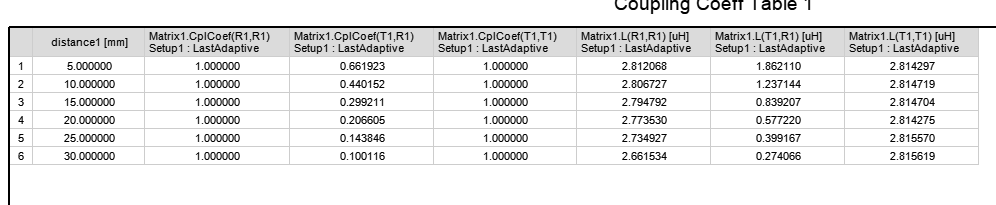 Coupling Coeff Table 1
distance1 [mm] Matrix1.CplCoef(R1,R1) Setup1 : LastAdaptive Matrix1.CplCoef(T1,R1) Setup1 : LastAdaptive Matrix1.CplCoef(T1,T1) Setup1 : LastAdaptive Matrix1.L(R1,R1) [uH] Setup1 : LastAdaptive Matrix1.L(T1,R1) [uH] Setup1 : LastAdaptive Matrix1.L(T1,T1) [uH] Setup1 : LastAdaptive
1 5.000000 1.000000 0.661923 1.000000 2.812068 1.862110 2.814297
2 10.000000 1.000000 0.440152 1.000000 2.806727 1.237144 2.814719
3 15.000000 1.000000 0.299211 1.000000 2.794792 0.839207 2.814704
4 20.000000 1.000000 0.206605 1.000000 2.773530 0.577220 2.814275
5 25.000000 1.000000 0.143846 1.000000 2.734927 0.399167 2.815570
6 30.000000 1.000000 0.100116 1.000000 2.661534 0.274066 2.815619